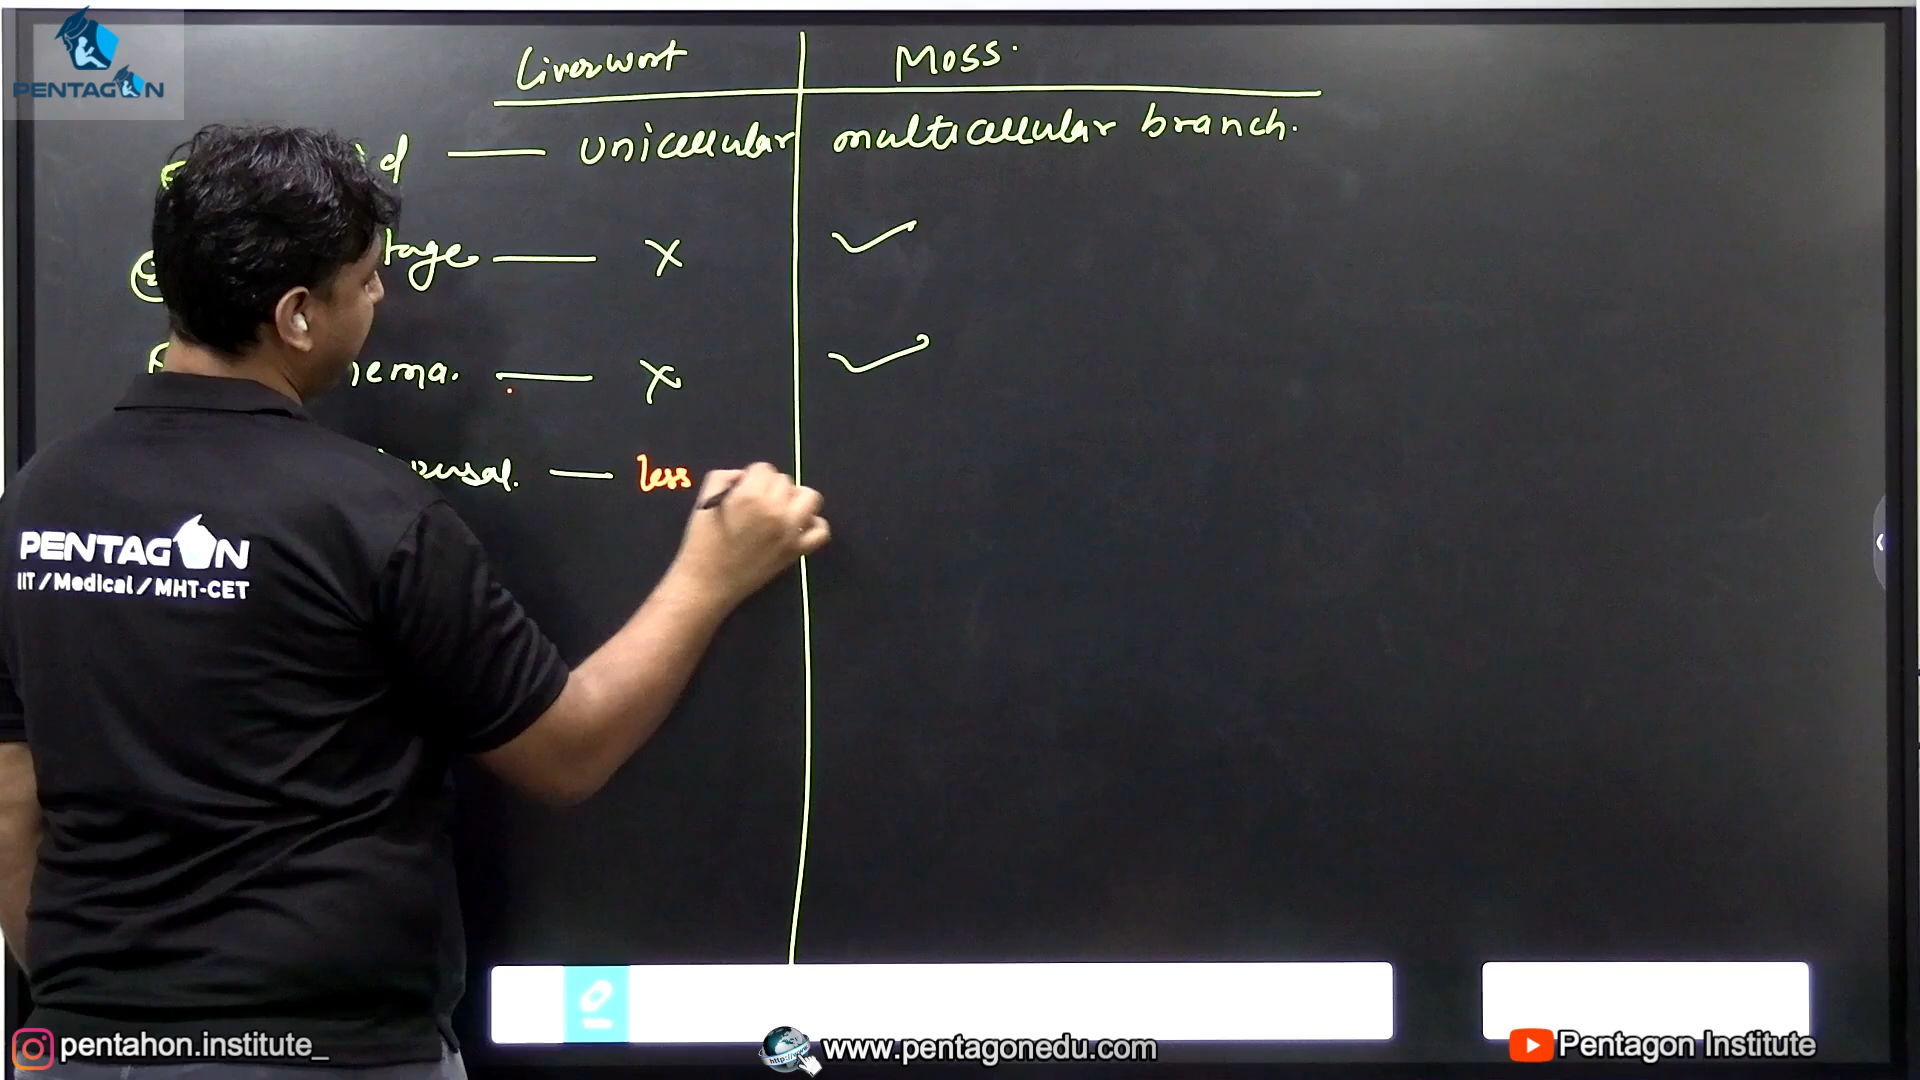 PENTAGON
Liverwort Moss.
unicellular multicellular branch.
X
X
less
PENTAGON
IIT / Medical / MHT-CET
pentahon.institute_
www.pentagonedu.com
Pentagon Institute